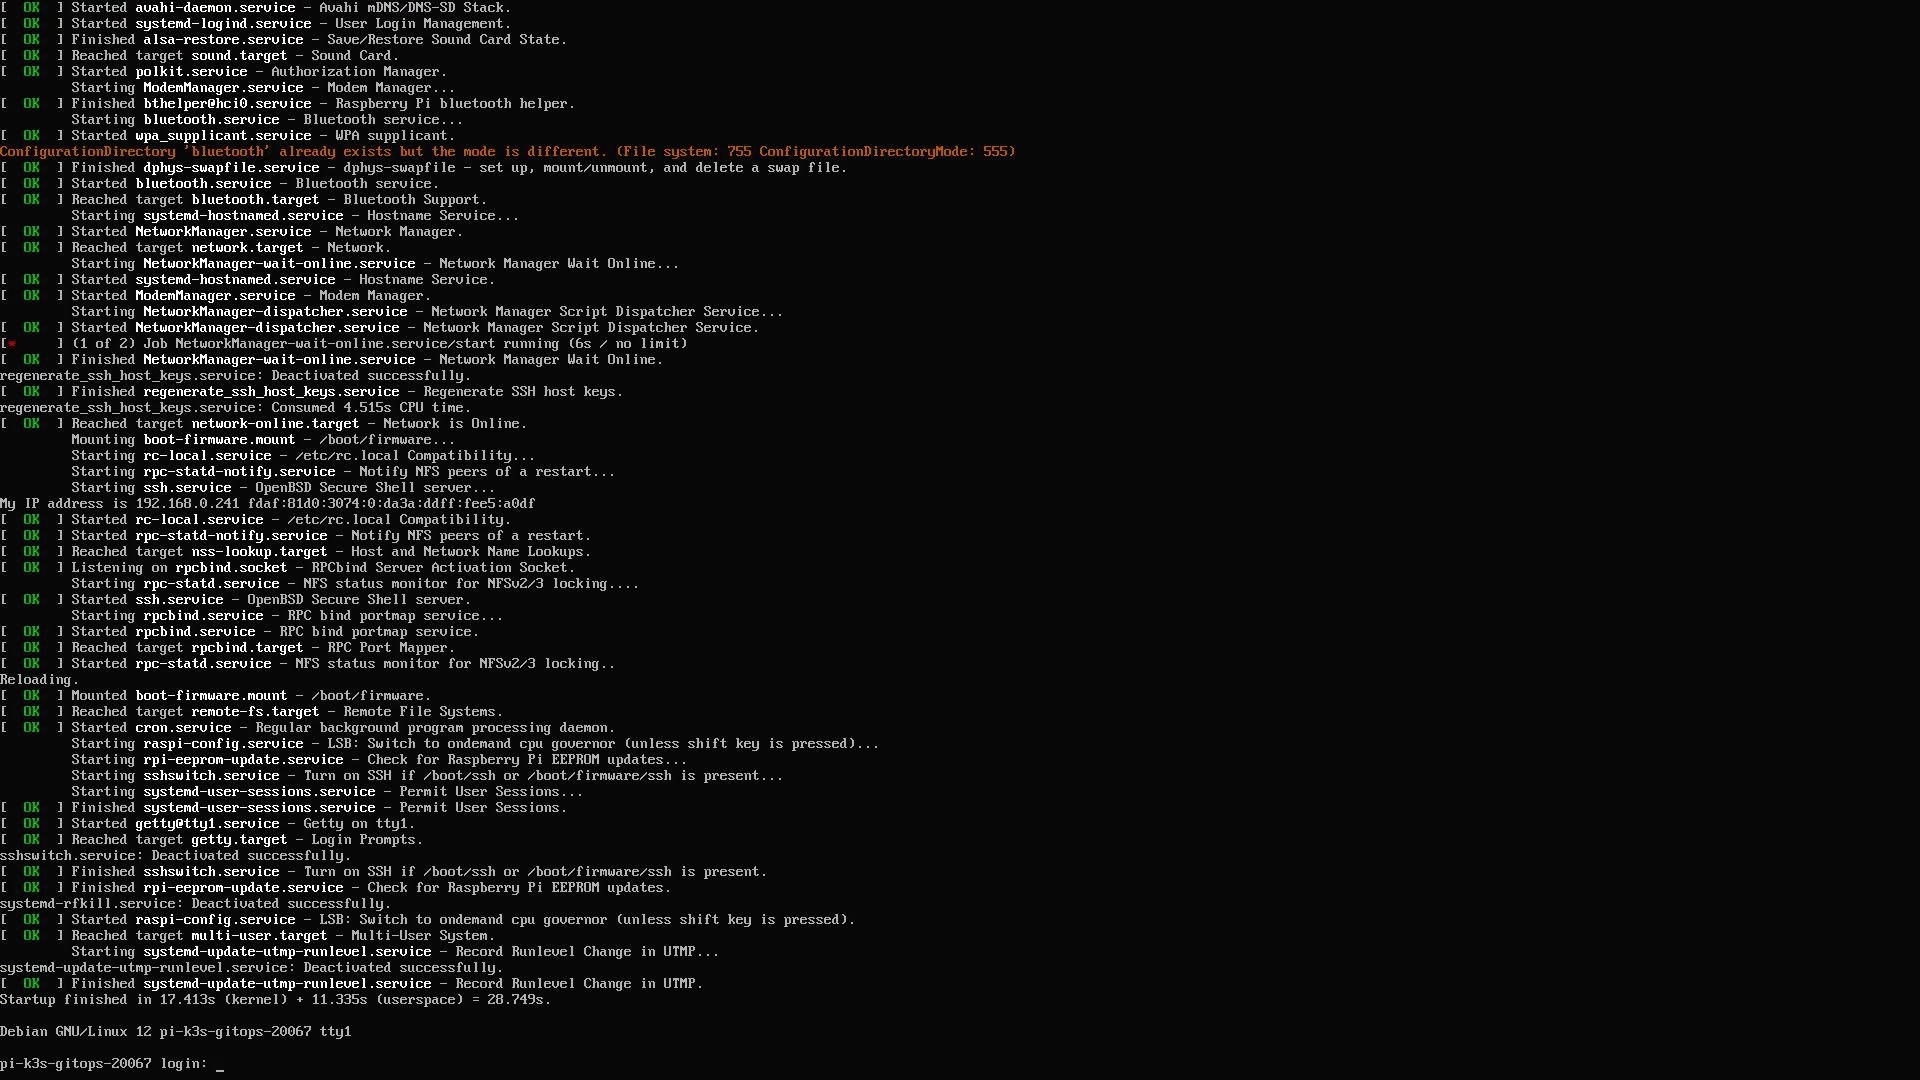 [  OK  ] Started avahi-daemon.service - Avahi mDNS/DNS-SD Stack.
[  OK  ] Started systemd-logind.service - User Login Management.
[  OK  ] Finished alsa-restore.service - Save/Restore Sound Card State.
[  OK  ] Reached target sound.target - Sound Card.
[  OK  ] Started polkit.service - Authorization Manager.
         Starting ModemManager.service - Modem Manager...
[  OK  ] Finished bthelper@hci0.service - Raspberry Pi bluetooth helper.
         Starting bluetooth.service - Bluetooth service...
[  OK  ] Started wpa_supplicant.service - WPA supplicant.
ConfigurationDirectory 'bluetooth' already exists but the mode is different. (File system: 755 ConfigurationDirectoryMode: 555)
[  OK  ] Finished dphys-swapfile.service - dphys-swapfile - set up, mount/unmount, and delete a swap file.
[  OK  ] Started bluetooth.service - Bluetooth service.
[  OK  ] Reached target bluetooth.target - Bluetooth Support.
         Starting systemd-hostnamed.service - Hostname Service...
[  OK  ] Started NetworkManager.service - Network Manager.
[  OK  ] Reached target network.target - Network.
         Starting NetworkManager-wait-online.service - Network Manager Wait Online...
[  OK  ] Started systemd-hostnamed.service - Hostname Service.
[  OK  ] Started ModemManager.service - Modem Manager.
         Starting NetworkManager-dispatcher.service - Network Manager Script Dispatcher Service...
[  OK  ] Started NetworkManager-dispatcher.service - Network Manager Script Dispatcher Service.
[*     ] (1 of 2) Job NetworkManager-wait-online.service/start running (6s / no limit)
[  OK  ] Finished NetworkManager-wait-online.service - Network Manager Wait Online.
regenerate_ssh_host_keys.service: Deactivated successfully.
[  OK  ] Finished regenerate_ssh_host_keys.service - Regenerate SSH host keys.
regenerate_ssh_host_keys.service: Consumed 4.515s CPU time.
[  OK  ] Reached target network-online.target - Network is Online.
         Mounting boot-firmware.mount - /boot/firmware...
         Starting rc-local.service - /etc/rc.local Compatibility...
         Starting rpc-statd-notify.service - Notify NFS peers of a restart...
         Starting ssh.service - OpenBSD Secure Shell server...
My IP address is 192.168.0.241 fdaf:81d0:3074:0:da3a:ddff:fee5:a0df
[  OK  ] Started rc-local.service - /etc/rc.local Compatibility.
[  OK  ] Started rpc-statd-notify.service - Notify NFS peers of a restart.
[  OK  ] Reached target nss-lookup.target - Host and Network Name Lookups.
[  OK  ] Listening on rpcbind.socket - RPCbind Server Activation Socket.
         Starting rpc-statd.service - NFS status monitor for NFSv2/3 locking....
[  OK  ] Started ssh.service - OpenBSD Secure Shell server.
         Starting rpcbind.service - RPC bind portmap service...
[  OK  ] Started rpcbind.service - RPC bind portmap service.
[  OK  ] Reached target rpcbind.target - RPC Port Mapper.
[  OK  ] Started rpc-statd.service - NFS status monitor for NFSv2/3 locking..
Reloading.
[  OK  ] Mounted boot-firmware.mount - /boot/firmware.
[  OK  ] Reached target remote-fs.target - Remote File Systems.
[  OK  ] Started cron.service - Regular background program processing daemon.
         Starting raspi-config.service - LSB: Switch to ondemand cpu governor (unless shift key is pressed)...
         Starting rpi-eeprom-update.service - Check for Raspberry Pi EEPROM updates...
         Starting sshswitch.service - Turn on SSH if /boot/ssh or /boot/firmware/ssh is present...
         Starting systemd-user-sessions.service - Permit User Sessions...
[  OK  ] Finished systemd-user-sessions.service - Permit User Sessions.
[  OK  ] Started getty@tty1.service - Getty on tty1.
[  OK  ] Reached target getty.target - Login Prompts.
sshswitch.service: Deactivated successfully.
[  OK  ] Finished sshswitch.service - Turn on SSH if /boot/ssh or /boot/firmware/ssh is present.
[  OK  ] Finished rpi-eeprom-update.service - Check for Raspberry Pi EEPROM updates.
systemd-rfkill.service: Deactivated successfully.
[  OK  ] Started raspi-config.service - LSB: Switch to ondemand cpu governor (unless shift key is pressed).
[  OK  ] Reached target multi-user.target - Multi-User System.
         Starting systemd-update-utmp-runlevel.service - Record Runlevel Change in UTMP...
systemd-update-utmp-runlevel.service: Deactivated successfully.
[  OK  ] Finished systemd-update-utmp-runlevel.service - Record Runlevel Change in UTMP.
Startup finished in 17.413s (kernel) + 11.335s (userspace) = 28.749s.
Debian GNU/Linux 12 pi-k3s-gitops-20067 tty1
pi-k3s-gitops-20067 login: _